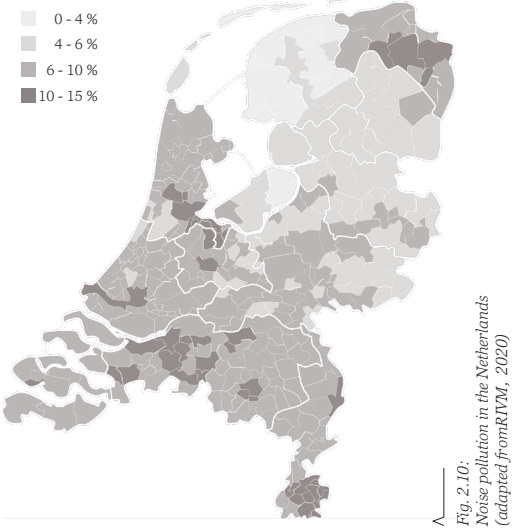 0 - 4 %
4 - 6 %
6 - 10 %
10 - 15 %
Fig. 2.10:
Noise pollution in the Netherlands
(adapted fromRIVM, 2020)